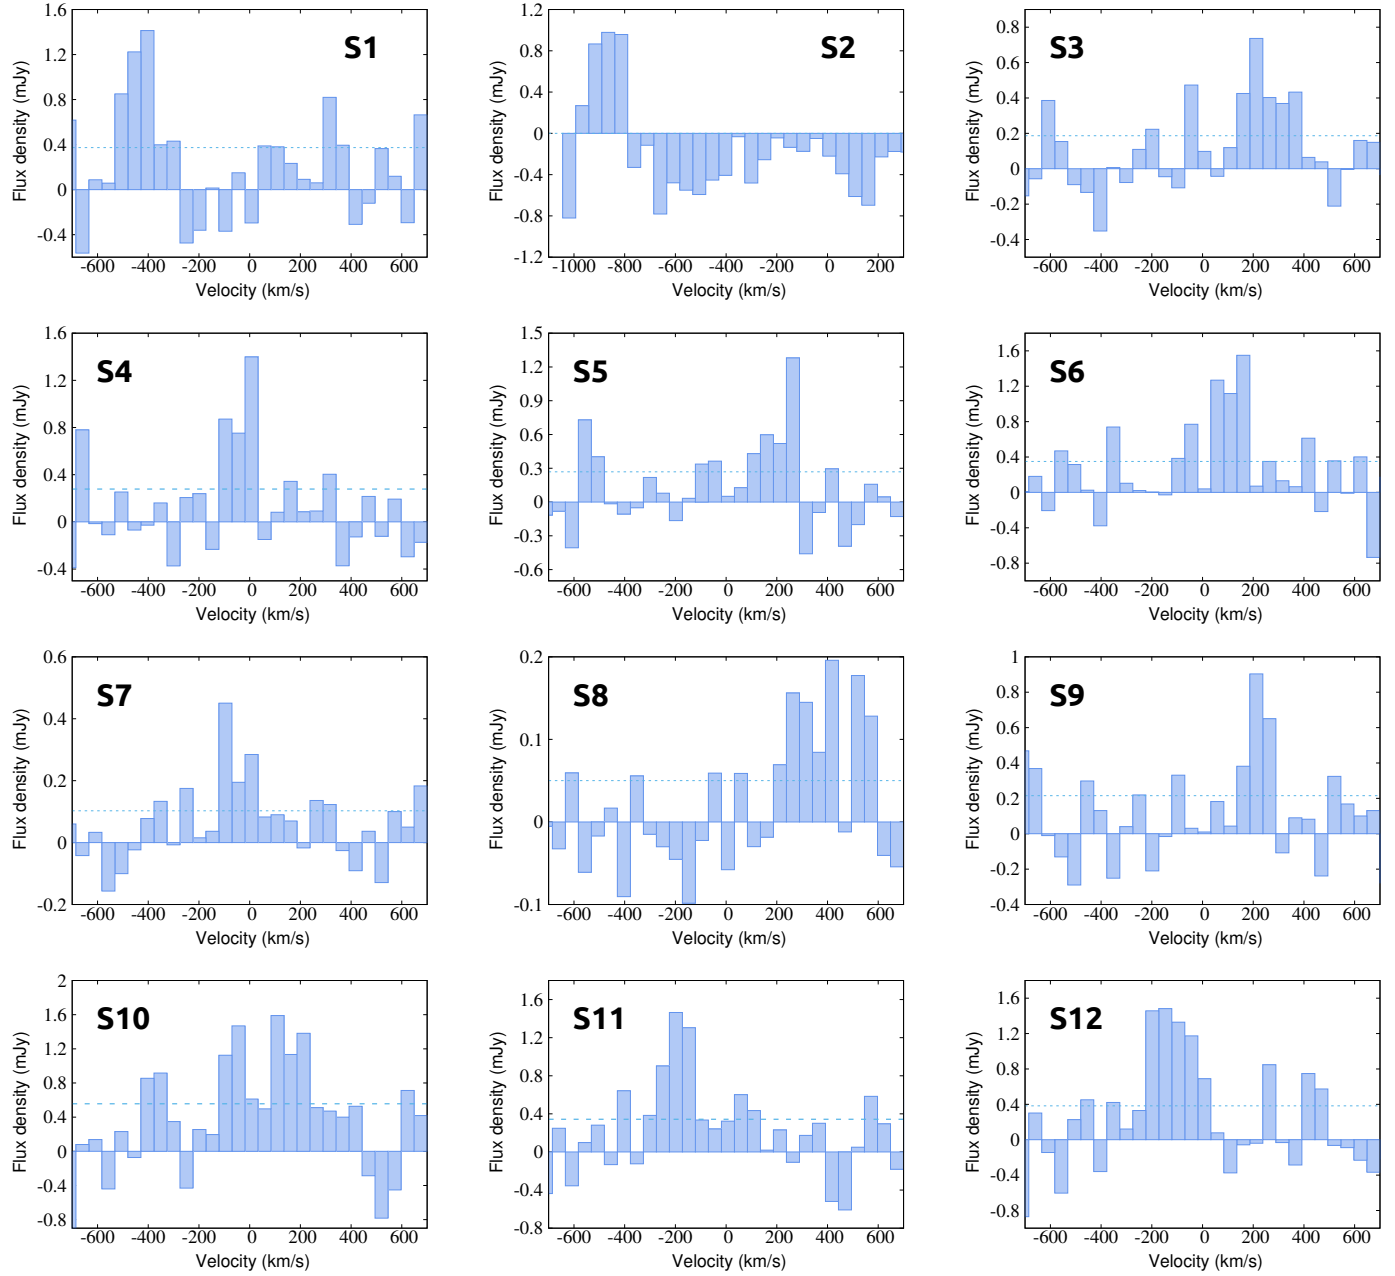 S1
Flux density (mJy)
1.6
1.2
0.8
0.4
0
-0.4
-600 -400 -200 0 200 400 600
Velocity (km/s)
S2
Flux density (mJy)
1.2
0.8
0.4
0
-0.4
-0.8
-1.2
-1000 -800 -600 -400 -200 0 200
Velocity (km/s)
S3
Flux density (mJy)
0.8
0.6
0.4
0.2
0
-0.2
-0.4
-600 -400 -200 0 200 400 600
Velocity (km/s)
S4
Flux density (mJy)
1.6
1.2
0.8
0.4
0
-0.4
-600 -400 -200 0 200 400 600
Velocity (km/s)
S5
Flux density (mJy)
1.5
1.2
0.9
0.6
0.3
0
-0.3
-0.6
-600 -400 -200 0 200 400 600
Velocity (km/s)
S6
Flux density (mJy)
1.6
1.2
0.8
0.4
0
-0.4
-0.8
-600 -400 -200 0 200 400 600
Velocity (km/s)
S7
Flux density (mJy)
0.6
0.4
0.2
0
-0.2
-600 -400 -200 0 200 400 600
Velocity (km/s)
S8
Flux density (mJy)
0.2
0.1
0
-0.1
-600 -400 -200 0 200 400 600
Velocity (km/s)
S9
Flux density (mJy)
1
0.8
0.6
0.4
0.2
0
-0.2
-0.4
-600 -400 -200 0 200 400 600
Velocity (km/s)
S10
Flux density (mJy)
2
1.6
1.2
0.8
0.4
0
-0.4
-0.8
-600 -400 -200 0 200 400 600
Velocity (km/s)
S11
Flux density (mJy)
1.6
1.2
0.8
0.4
0
-0.4
-0.8
-600 -400 -200 0 200 400 600
Velocity (km/s)
S12
Flux density (mJy)
1.6
1.2
0.8
0.4
0
-0.4
-0.8
-600 -400 -200 0 200 400 600
Velocity (km/s)